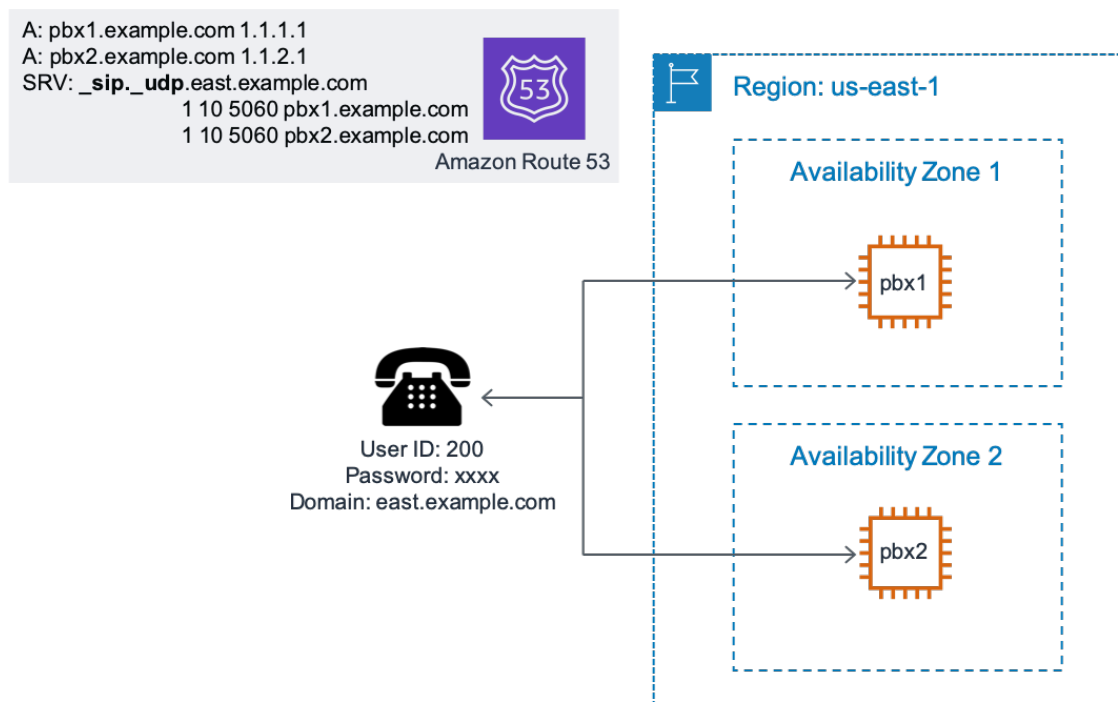 A: pbx1.example.com 1.1.1.1
A: pbx2.example.com 1.1.2.1
SRV: _sip._udp.east.example.com
1 10 5060 pbx1.example.com
1 10 5060 pbx2.example.com
53
Amazon Route 53
Region: us-east-1
Availability Zone 1
pbx1
User ID: 200
Password: xxxx
Domain: east.example.com
Availability Zone 2
pbx2